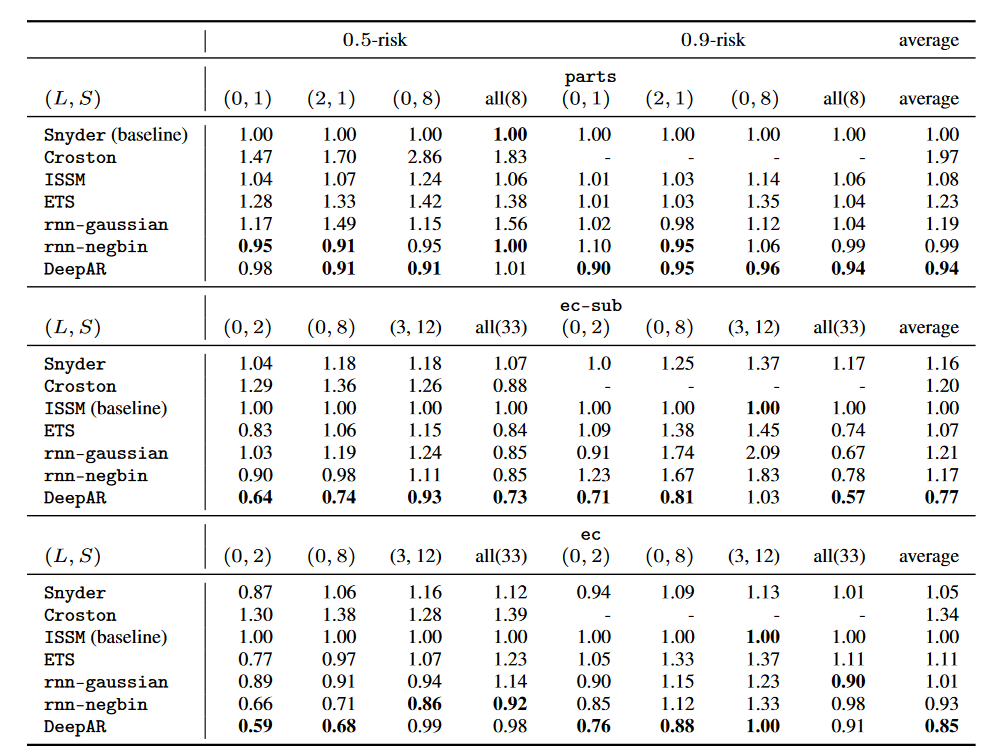 0.5-risk 0.9-risk average
parts
(L, S) (0, 1) (2, 1) (0, 8) all(8) (0, 1) (2, 1) (0, 8) all(8) average
Snyder (baseline) 1.00 1.00 1.00 1.00 1.00 1.00 1.00 1.00 1.00
Croston 1.47 1.70 2.86 1.83 - - - - 1.97
ISSM 1.04 1.07 1.24 1.06 1.01 1.03 1.14 1.06 1.08
ETS 1.28 1.33 1.42 1.38 1.01 1.03 1.35 1.04 1.23
rnn-gaussian 1.17 1.49 1.15 1.56 1.02 0.98 1.12 1.04 1.19
rnn-negbin 0.95 0.91 0.95 1.00 1.10 0.95 1.06 0.99 0.99
DeepAR 0.98 0.91 0.91 1.01 0.90 0.95 0.96 0.94 0.94
ec-sub
(L, S) (0, 2) (0, 8) (3, 12) all(33) (0, 2) (0, 8) (3, 12) all(33) average
Snyder 1.04 1.18 1.18 1.07 1.0 1.25 1.37 1.17 1.16
Croston 1.29 1.36 1.26 0.88 - - - - 1.20
ISSM (baseline) 1.00 1.00 1.00 1.00 1.00 1.00 1.00 1.00 1.00
ETS 0.83 1.06 1.15 0.84 1.09 1.38 1.45 0.74 1.07
rnn-gaussian 1.03 1.19 1.24 0.85 0.91 1.74 2.09 0.67 1.21
rnn-negbin 0.90 0.98 1.11 0.85 1.23 1.67 1.83 0.78 1.17
DeepAR 0.64 0.74 0.93 0.73 0.71 0.81 1.03 0.57 0.77
ec
(L, S) (0, 2) (0, 8) (3, 12) all(33) (0, 2) (0, 8) (3, 12) all(33) average
Snyder 0.87 1.06 1.16 1.12 0.94 1.09 1.13 1.01 1.05
Croston 1.30 1.38 1.28 1.39 - - - - 1.34
ISSM (baseline) 1.00 1.00 1.00 1.00 1.00 1.00 1.00 1.00 1.00
ETS 0.77 0.97 1.07 1.23 1.05 1.33 1.37 1.11 1.11
rnn-gaussian 0.89 0.91 0.94 1.14 0.90 1.15 1.23 0.90 1.01
rnn-negbin 0.66 0.71 0.86 0.92 0.85 1.12 1.33 0.98 0.93
DeepAR 0.59 0.68 0.99 0.98 0.76 0.88 1.00 0.91 0.85